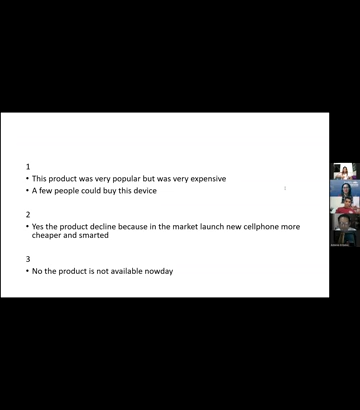 1
• This product was very popular but was very expensive
• A few people could buy this device
2
• Yes the product decline because in the market launch new cellphone more
cheaper and smarted
3
• No the product is not available nowday